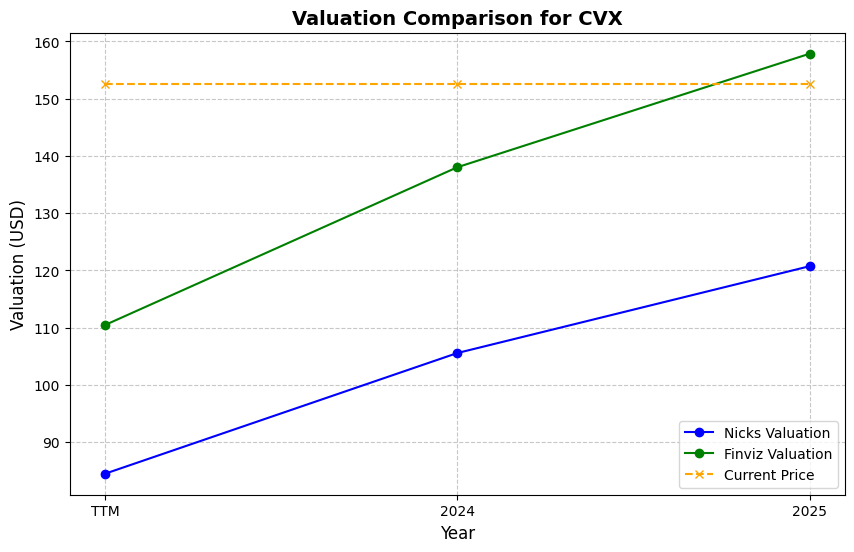 Valuation Comparison for CVX
Valuation (USD)
160
150
140
130
120
110
100
90
TTM
2024
2025
Year
Nicks Valuation
Finviz Valuation
Current Price